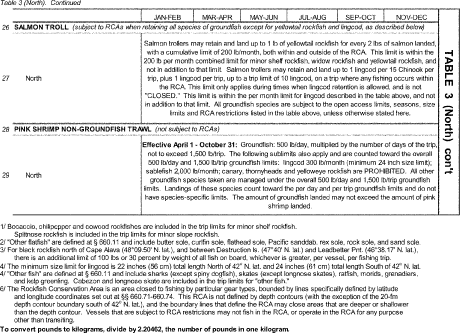 Table 3 (North). Continued
JAN-FEB MAR-APR MAY-JUN JUL-AUG SEP-OCT NOV-DEC
26 SALMON TROLL (subject to RCAs when retaining all species of groundfish except for yellowtail rockfish and lingcod, as described below)
27 North
Salmon trollers may retain and land up to 1 lb of yellowtail rockfish for every 2 lbs of salmon landed,
with a cumulative limit of 200 lb/month, both within and outside of the RCA. This limit is within the
200 lb per month combined limit for minor shelf rockfish, widow rockfish and yellowtail rockfish, and
not in addition to that limit. Salmon trollers may retain and land up to 1 lingcod per 15 Chinook per
trip, plus 1 lingcod per trip, up to a trip limit of 10 lingcod, on a trip where any fishing occurs within
the RCA. This limit only applies during times when lingcod retention is allowed, and is not
"CLOSED." This limit is within the per month limit for lingcod described in the table above, and not
in addition to that limit. All groundfish species are subject to the open access limits, seasons, size
limits and RCA restrictions listed in the table above, unless otherwise stated here.
TABLE 3 (North) con't
28 PINK SHRIMP NON-GROUNDFISH TRAWL (not subject to RCAs)
29 North
Effective April 1 - October 31: Groundfish: 500 lb/day, multiplied by the number of days of the trip,
not to exceed 1,500 lb/trip. The following sublimits also apply and are counted toward the overall
500 lb/day and 1,500 lb/trip groundfish limits: lingcod 300 lb/month (minimum 24 inch size limit);
sablefish 2,000 lb/month; canary, thornyheads and yelloweye rockfish are PROHIBITED. All other
groundfish species taken are managed under the overall 500 lb/day and 1,500 lb/trip groundfish
limits. Landings of these species count toward the per day and per trip groundfish limits and do not
have species-specific limits. The amount of groundfish landed may not exceed the amount of pink
shrimp landed.
1/ Bocaccio, chilipepper and cowcod rockfishes are included in the trip limits for minor shelf rockfish.
Splitnose rockfish is included in the trip limits for minor slope rockfish.
2/ "Other flatfish" are defined at § 660.11 and include butter sole, curlfin sole, flathead sole, Pacific sanddab, rex sole, rock sole, and sand sole.
3/ For black rockfish north of Cape Alava (48°09.50' N. lat.), and between Destruction Is. (47°40' N. lat.) and Leadbetter Pnt. (46°38.17' N. lat.),
there is an additional limit of 100 lbs or 30 percent by weight of all fish on board, whichever is greater, per vessel, per fishing trip.
4/ The minimum size limit for lingcod is 22 inches (56 cm) total length North of 42° N. lat. and 24 inches (61 cm) total length South of 42° N. lat.
5/ "Other fish" are defined at § 660.11 and include sharks (except spiny dogfish), skates (except longnose skates), ratfish, morids, grenadiers,
and kelp greenling. Cabezon and longnose skate are included in the trip limits for "other fish."
6/ The Rockfish Conservation Area is an area closed to fishing by particular gear types, bounded by lines specifically defined by latitude
and longitude coordinates set out at §§ 660.71-660.74. This RCA is not defined by depth contours (with the exception of the 20-fm
depth contour boundary south of 42° N. lat.), and the boundary lines that define the RCA may close areas that are deeper or shallower
than the depth contour. Vessels that are subject to RCA restrictions may not fish in the RCA, or operate in the RCA for any purpose
other than transiting.
To convert pounds to kilograms, divide by 2.20462, the number of pounds in one kilogram.